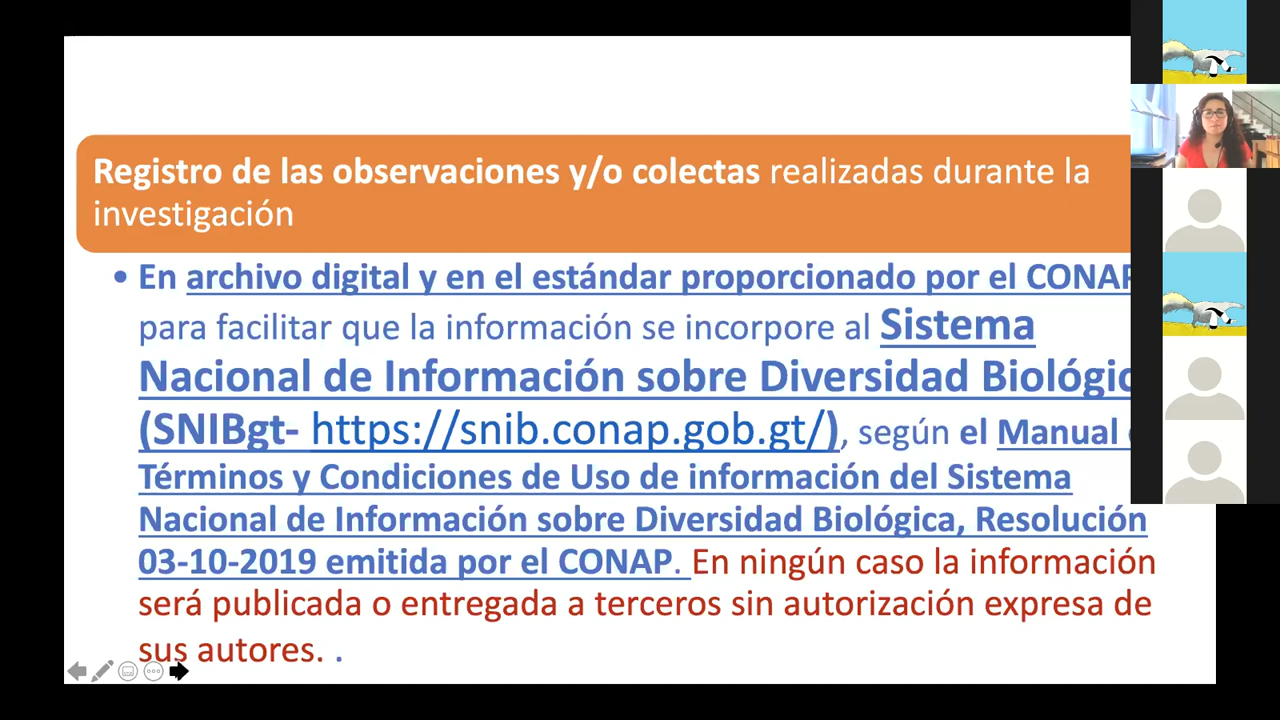 Registro de las observaciones y/o colectas realizadas durante la
investigación
• En archivo digital y en el estándar proporcionado por el CONAP
para facilitar que la información se incorpore al Sistema
Nacional de Información sobre Diversidad Biológic
(SNIBgt- https://snib.conap.gob.gt/), según el Manual
Términos y Condiciones de Uso de información del Sistema
Nacional de Información sobre Diversidad Biológica, Resolución
03-10-2019 emitida por el CONAP. En ningún caso la información
será publicada o entregada a terceros sin autorización expresa de
sus autores. .